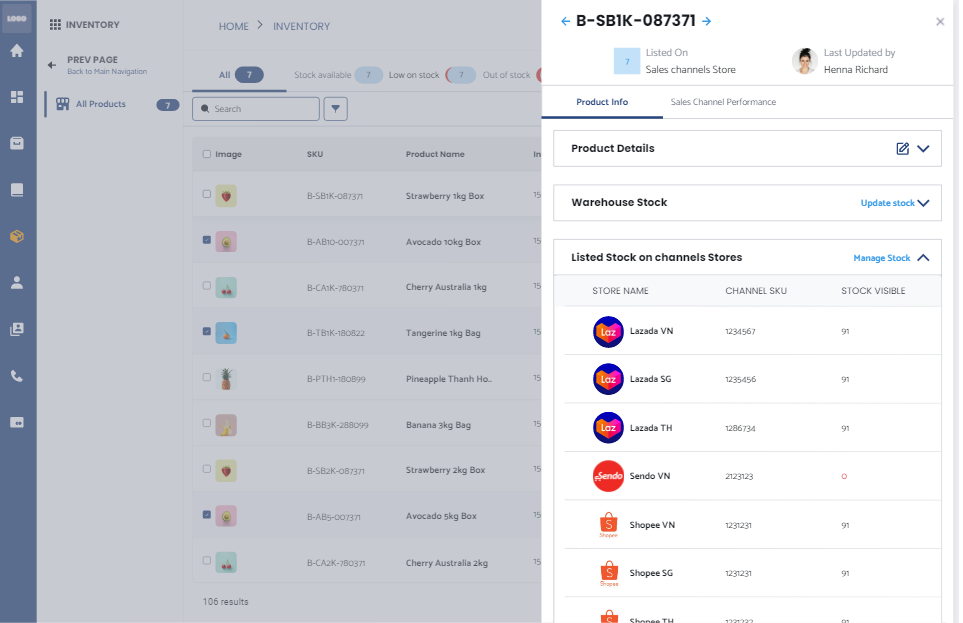 LOGO
INVENTORY
PREV PAGE
Back to Main Navigation
All Products 7
HOME > INVENTORY
All 7 Stock available 7 Low on stock 7 Out of stock
Search
Image SKU Product Name
B-SB1K-087371 Strawberry 1kg Box 15
B-AB10-007371 Avocado 10kg Box 15
B-CA1K-780371 Cherry Australia 1kg 15
B-TB1K-180822 Tangerine 1kg Bag 15
B-PTH1-180899 Pineapple Thanh Ho.. 15
B-BB3K-288099 Banana 3kg Bag 15
B-SB2K-087371 Strawberry 2kg Box 15
B-AB5-007371 Avocado 5kg Box 15
B-CA2K-780371 Cherry Australia 2kg 15
106 results
B-SB1K-087371
7
Listed On
Sales channels Store
Last Updated by
Henna Richard
Product Info Sales Channel Performance
Product Details
Warehouse Stock Update stock
Listed Stock on channels Stores Manage Stock
STORE NAME CHANNEL SKU STOCK VISIBLE
Laz Lazada VN 1234567 91
Laz Lazada SG 1235456 91
Laz Lazada TH 1286734 91
Sendo Sendo VN 2123123 0
S Shopee Shopee VN 1231231 91
S Shopee Shopee SG 1231231 91
Shopee TH 1231232 91